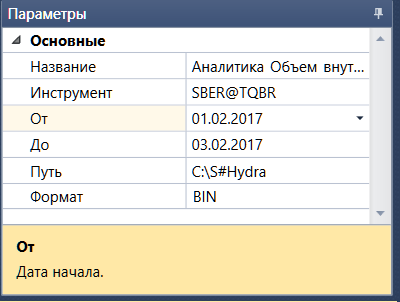 Параметры
Основные
Название Аналитика Объем внут...
Инструмент SBER@TQBR
От 01.02.2017
До 03.02.2017
Путь C:\S#Hydra
Формат BIN
От
Дата начала.